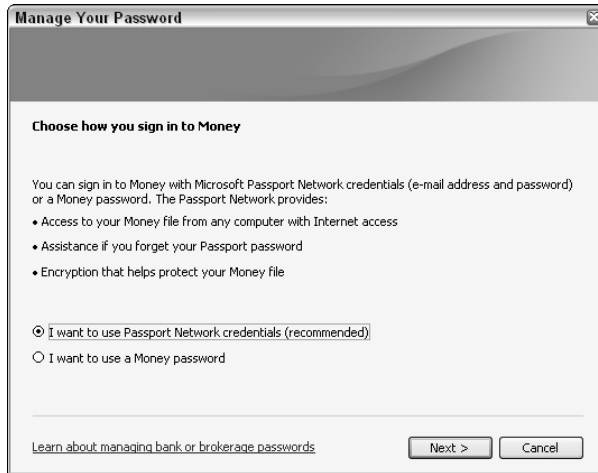 Manage Your Password
Choose how you sign in to Money
You can sign in to Money with Microsoft Passport Network credentials (e-mail address and password)
or a Money password. The Passport Network provides:
• Access to your Money file from any computer with Internet access
• Assistance if you forget your Passport password
• Encryption that helps protect your Money file
I want to use Passport Network credentials (recommended)
I want to use a Money password
Learn about managing bank or brokerage passwords
Next >
Cancel